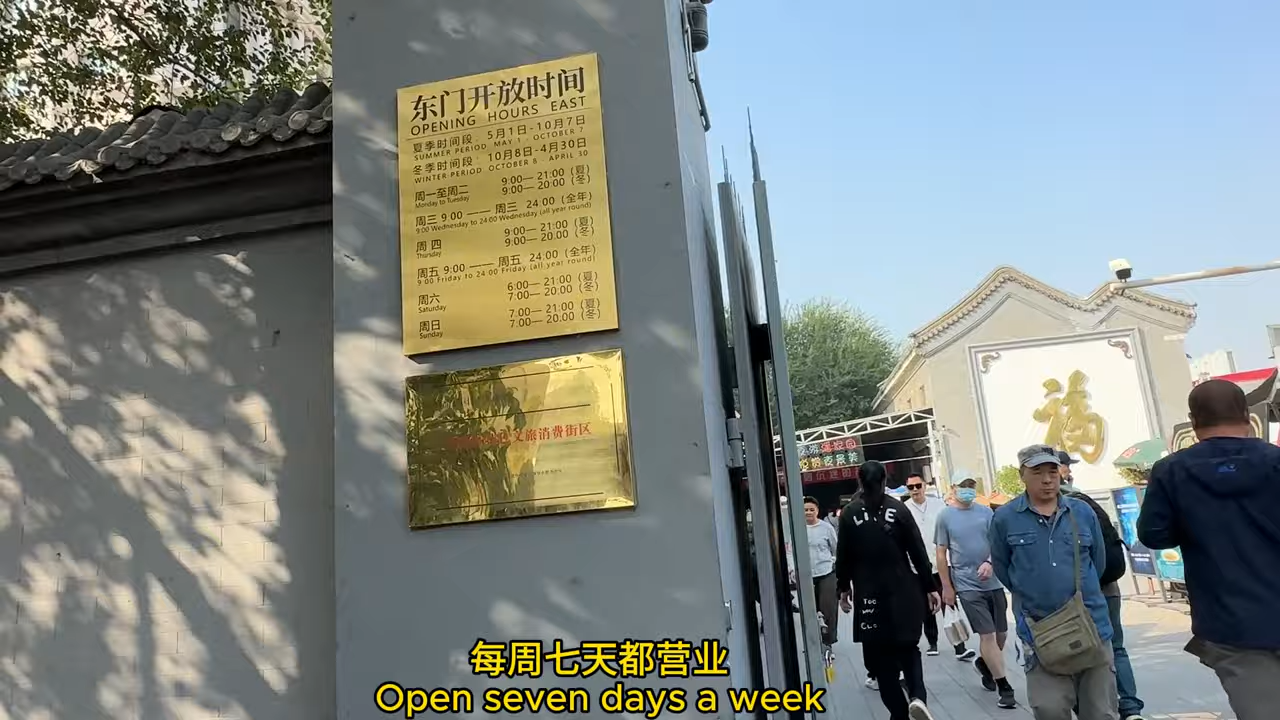 东门开放时间
OPENING HOURS EAST
夏季时间段：5月1日-10月7日
SUMMER PERIOD MAY 1 - OCTOBER 7
冬季时间段：10月8日-4月30日
WINTER PERIOD OCTOBER 8 - APRIL 30
周一至周二 9:00— 21:00 (夏)
Monday to Tuesday 9:00— 20:00 (冬)
周三 9:00 —— 周三 24:00 (全年)
9:00 Wednesday to 24:00 Wednesday (all year round)
周四 9:00— 21:00 (夏)
Thursday 9:00— 20:00 (冬)
周五 9:00 —— 周五 24:00 (全年)
9:00 Friday to 24:00 Friday (all year round)
周六 6:00— 21:00 (夏)
Saturday 7:00— 20:00 (冬)
周日 7:00— 21:00 (夏)
Sunday 7:00— 20:00 (冬)
文旅消费街区
福
LIVE
TOO
每周七天都营业
Open seven days a week